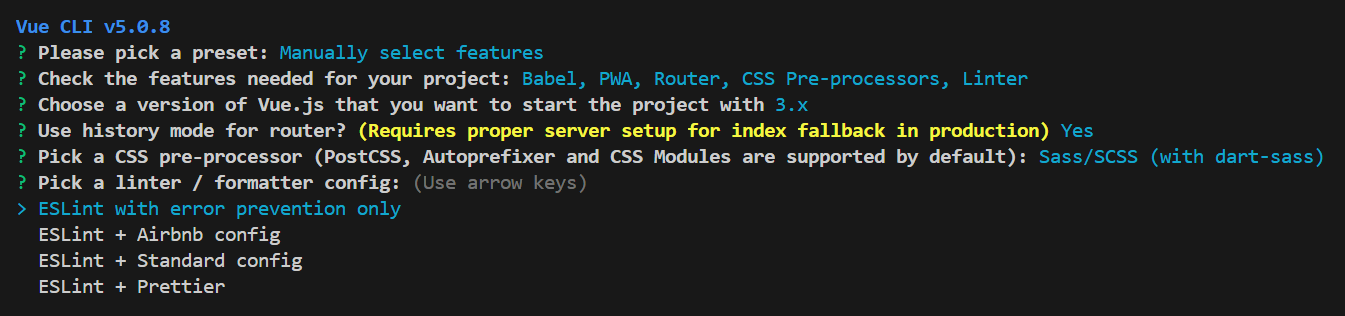 Vue CLI v5.0.8
? Please pick a preset: Manually select features
? Check the features needed for your project: Babel, PWA, Router, CSS Pre-processors, Linter
? Choose a version of Vue.js that you want to start the project with 3.x
? Use history mode for router? (Requires proper server setup for index fallback in production) Yes
? Pick a CSS pre-processor (PostCSS, Autoprefixer and CSS Modules are supported by default): Sass/SCSS (with dart-sass)
? Pick a linter / formatter config: (Use arrow keys)
> ESLint with error prevention only
ESLint + Airbnb config
ESLint + Standard config
ESLint + Prettier